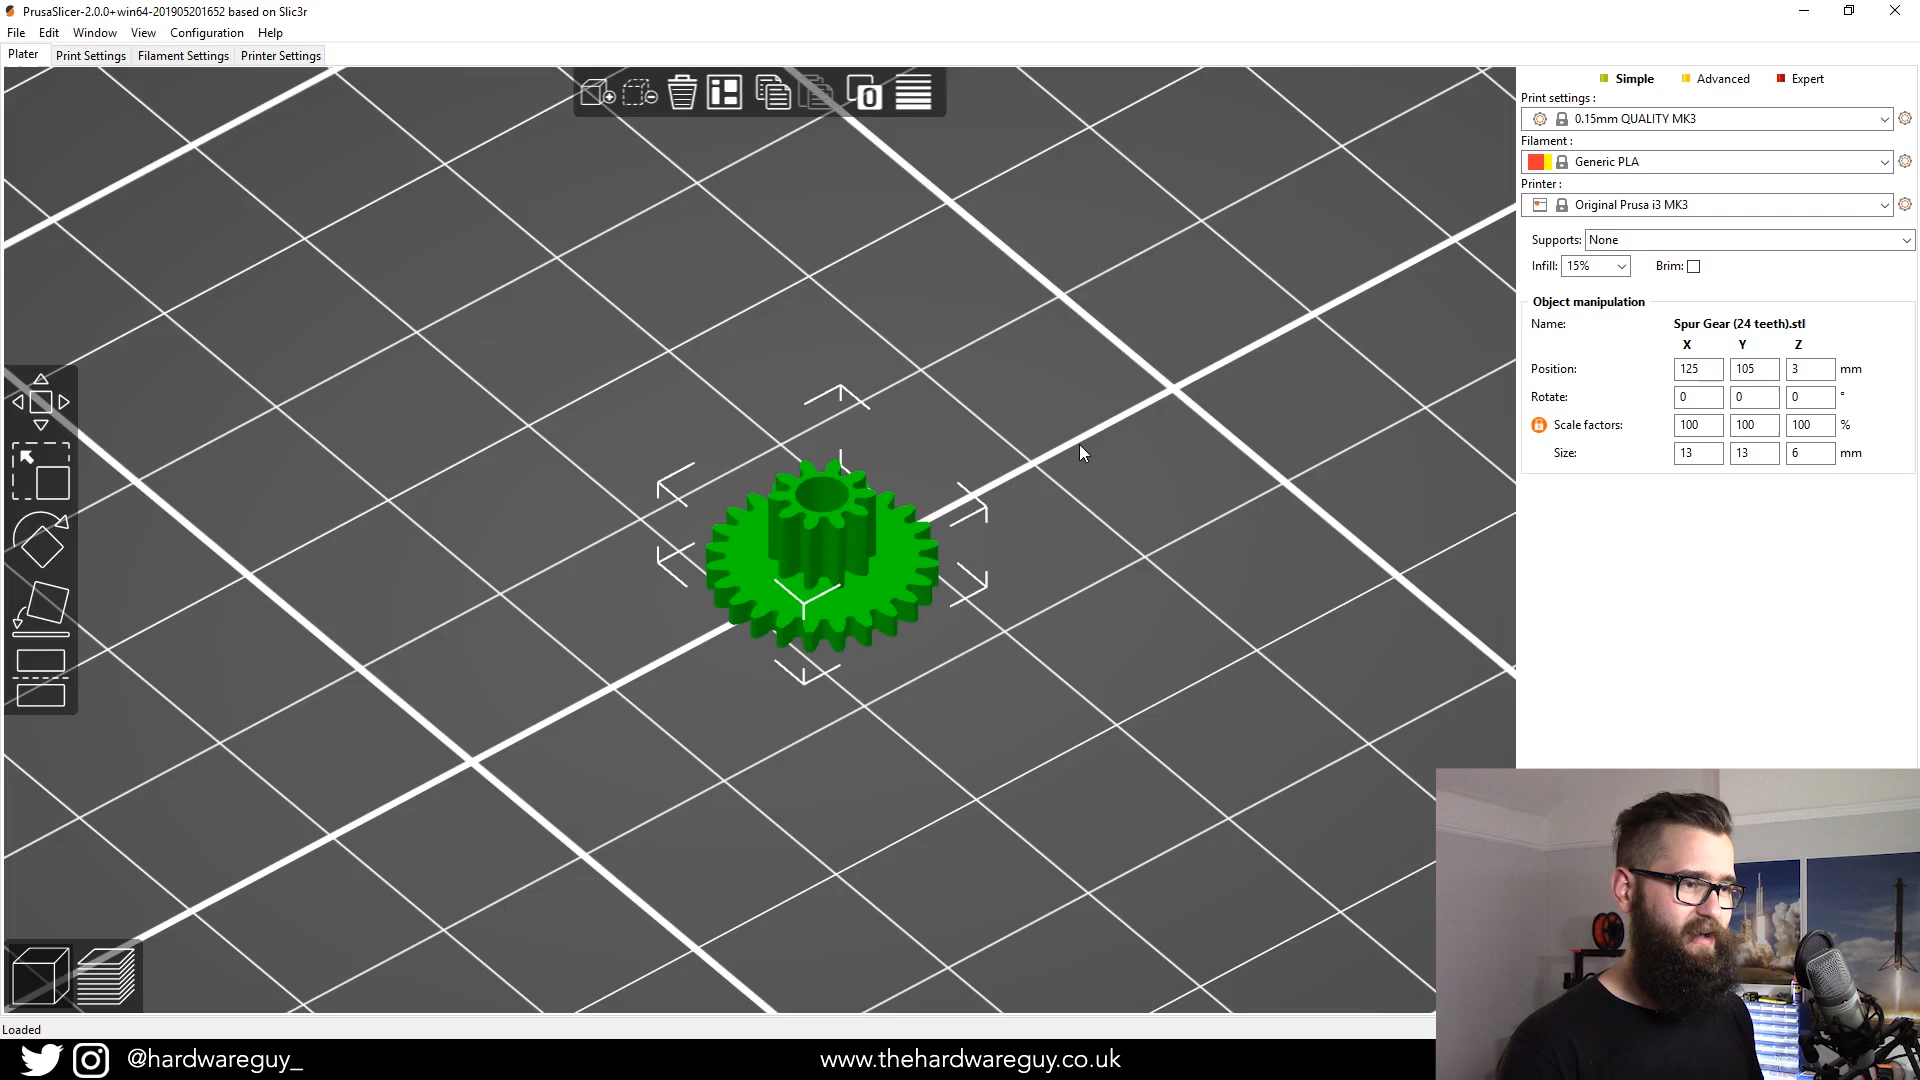 PrusaSlicer-2.0.0+win64-201905201652 based on Slic3r
File Edit Window View Configuration Help
Plater Print Settings Filament Settings Printer Settings
Simple Advanced Expert
Print settings :
0.15mm QUALITY MK3
Filament :
Generic PLA
Printer :
Original Prusa i3 MK3
Supports: None
Infill: 15% Brim:
Object manipulation
Name: Spur Gear (24 teeth).stl
X Y Z
Position: 125 105 3 mm
Rotate: 0 0 0 °
Scale factors: 100 100 100 %
Size: 13 13 6 mm
Loaded
@hardwareguy_
www.thehardwareguy.co.uk